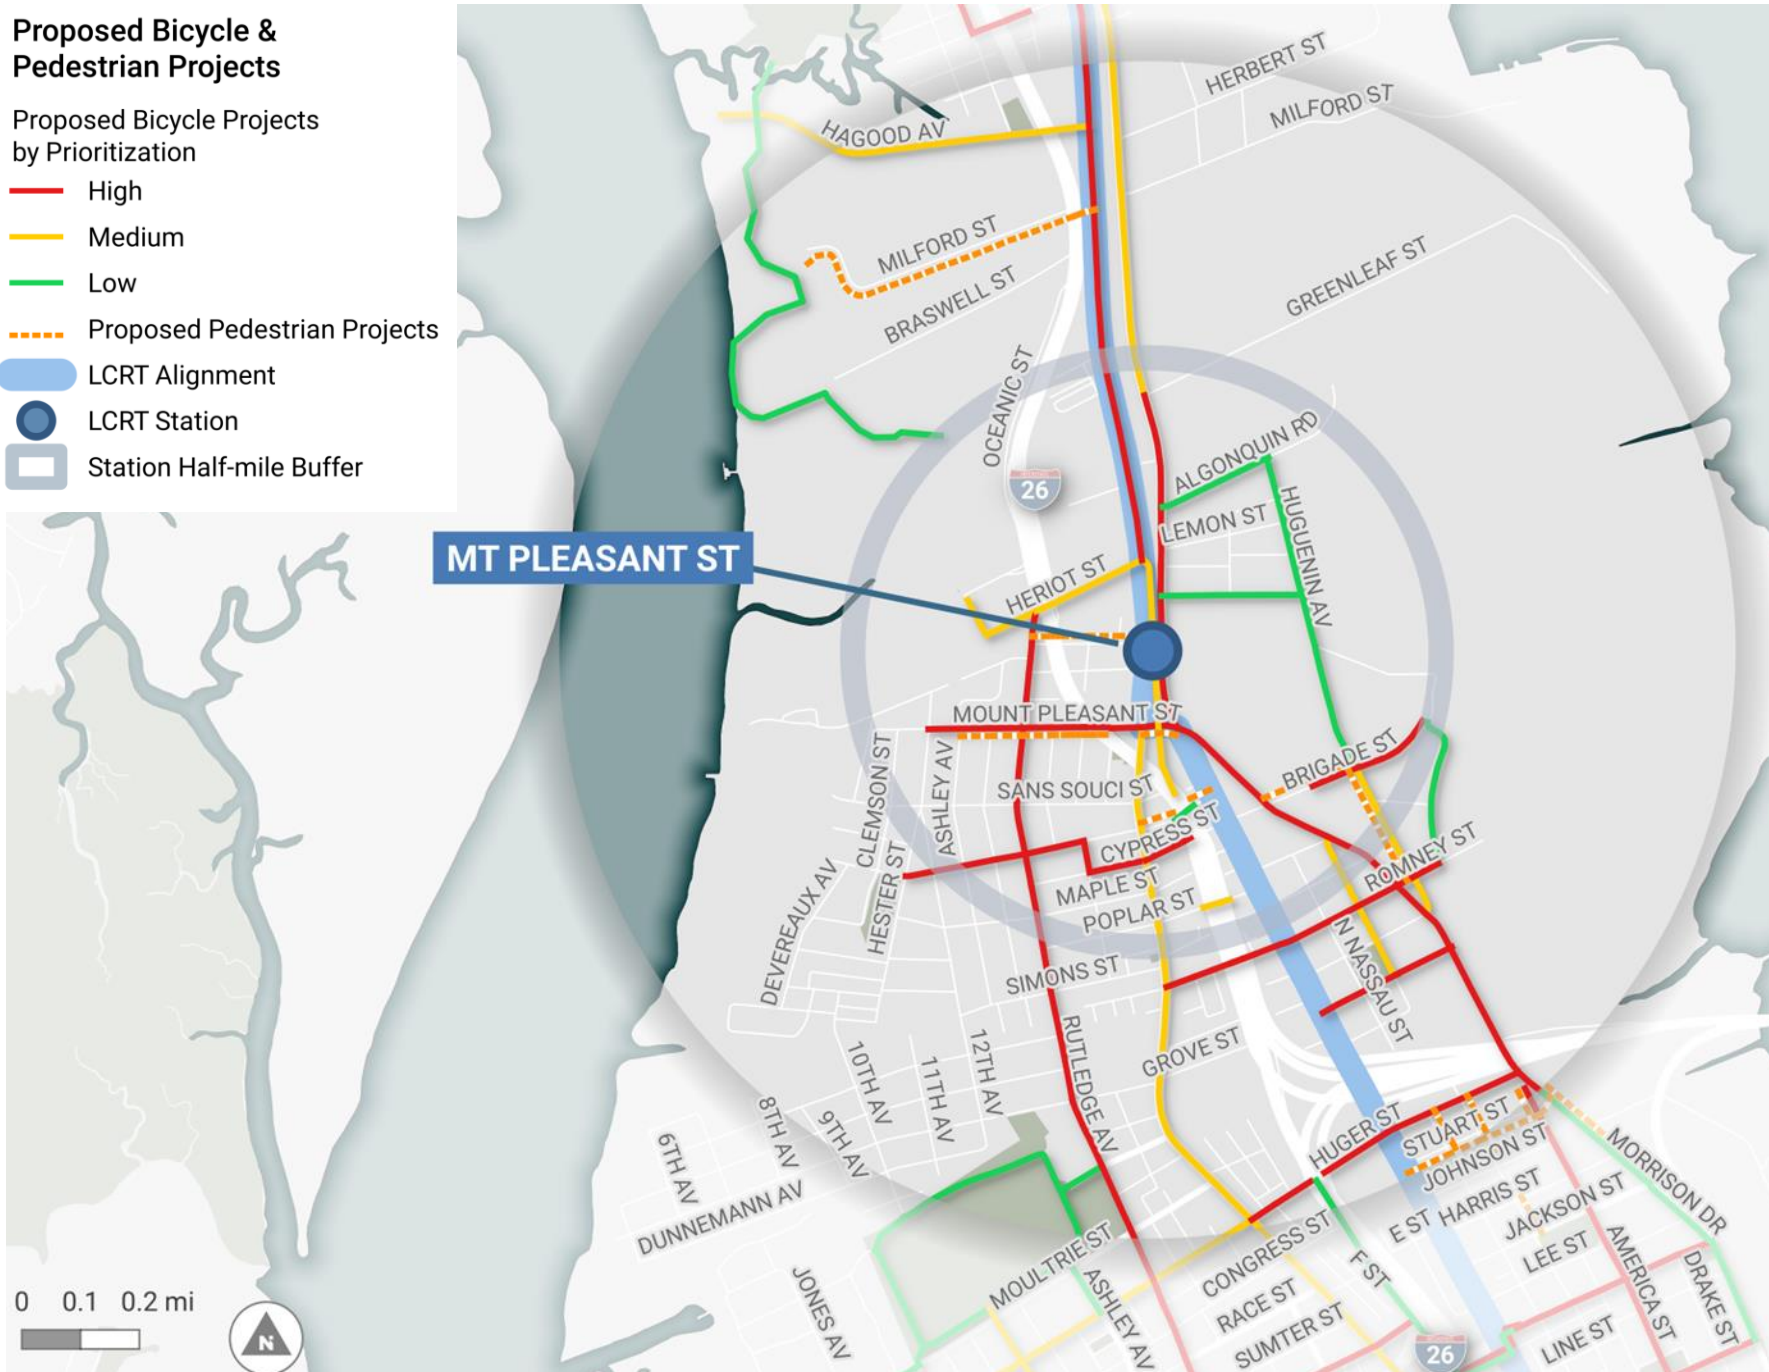 Proposed Bicycle &
Pedestrian Projects
Proposed Bicycle Projects
by Prioritization
High
Medium
Low
Proposed Pedestrian Projects
LCRT Alignment
LCRT Station
Station Half-mile Buffer
HERBERT ST
MILFORD ST
HAGOOD AV
MILFORD ST
BRASWELL ST
GREENLEAF ST
OCEANIC ST
26
ALGONQUIN RD
LEMON ST
HUGUENIN AV
MT PLEASANT ST
HERIOT ST
MOUNT PLEASANT ST
CLEMSON ST
ASHLEY AV
SANS SOUCI ST
BRIGADE ST
CYPRESS ST
ROMNEY ST
MAPLE ST
POPLAR ST
HESTER ST
DEVEREAUX AV
SIMONS ST
N NASSAU ST
RUTLEDGE AV
GROVE ST
12TH AV
11TH AV
10TH AV
9TH AV
8TH AV
6TH AV
DUNNEMANN AV
HUGER ST
STUART ST
JOHNSON ST
MORRISON DR
HARRIS ST
JACKSON ST
E ST
LEE ST
AMERICA ST
DRAKE ST
MOULTRIE ST
CONGRESS ST
F ST
RACE ST
SUMTER ST
ASHLEY AV
JONES AV
LINE ST
26
0 0.1 0.2 mi
N